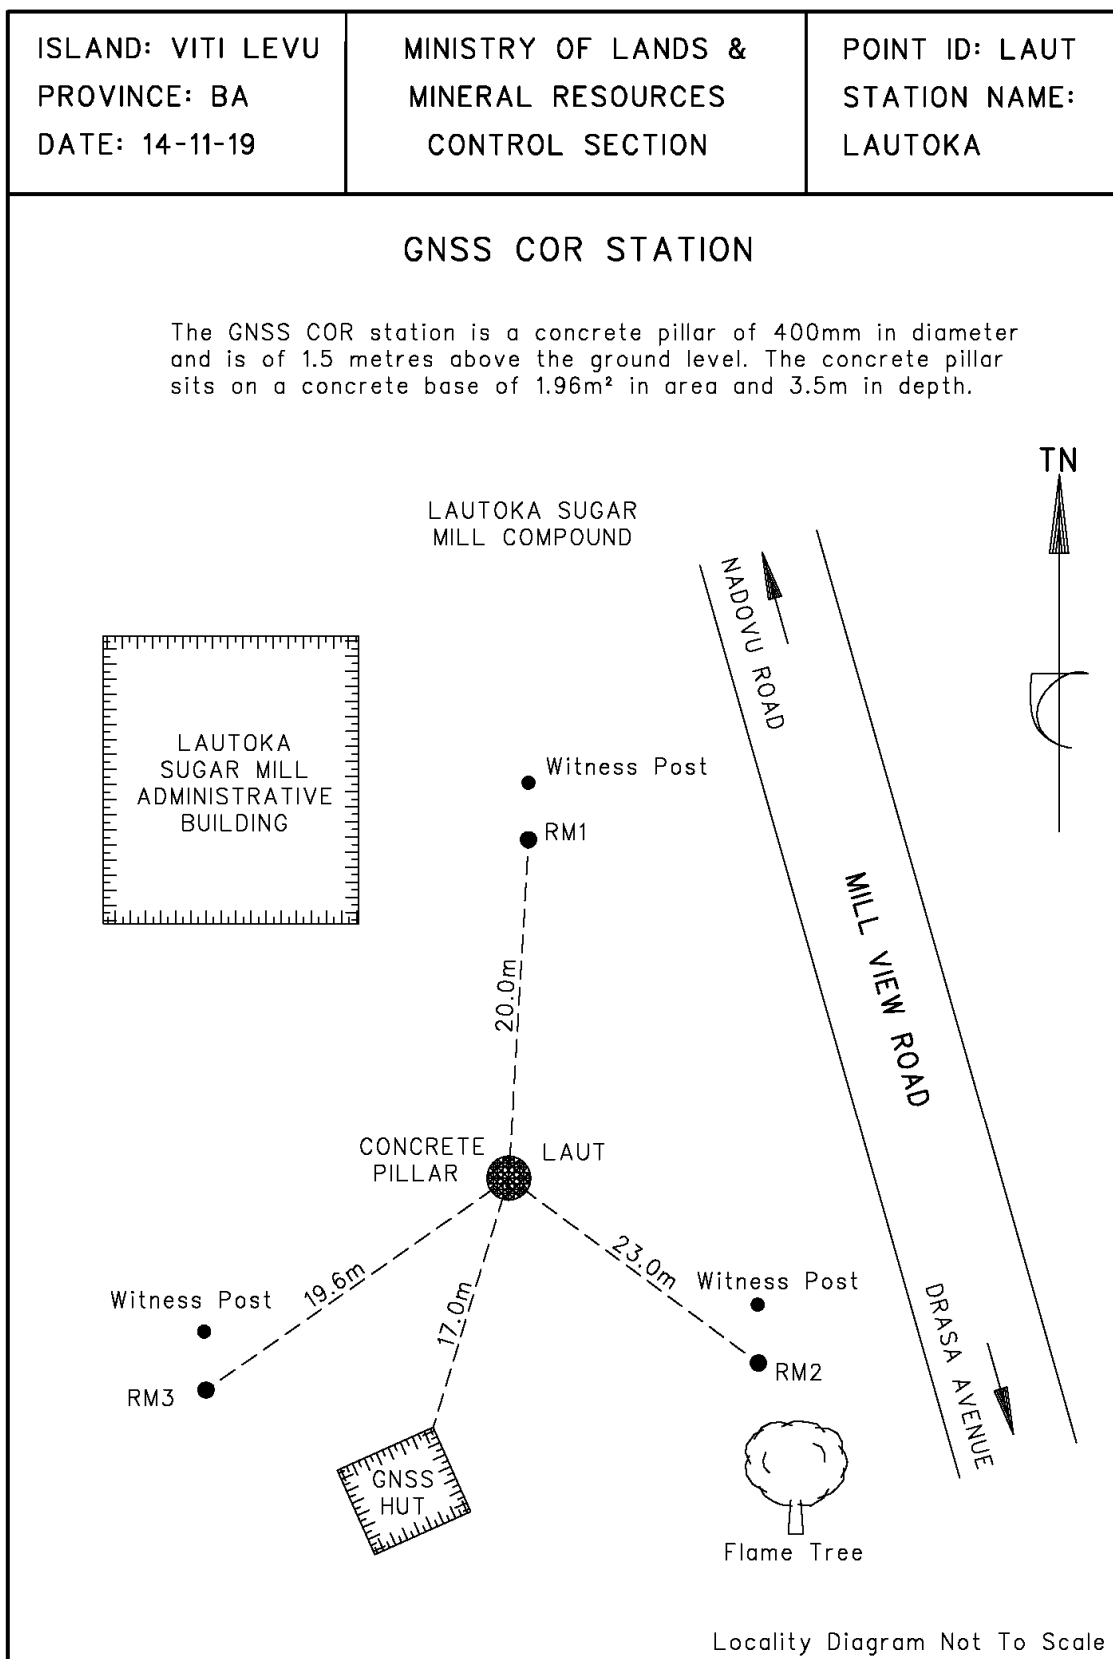 ISLAND: VITI LEVU
PROVINCE: BA
DATE: 14-11-19
MINISTRY OF LANDS &
MINERAL RESOURCES
CONTROL SECTION
POINT ID: LAUT
STATION NAME:
LAUTOKA
GNSS COR STATION
The GNSS COR station is a concrete pillar of 400mm in diameter
and is of 1.5 metres above the ground level. The concrete pillar
sits on a concrete base of 1.96m² in area and 3.5m in depth.
TN
LAUTOKA SUGAR
MILL COMPOUND
NADOVU ROAD
LAUTOKA
SUGAR MILL
ADMINISTRATIVE
BUILDING
Witness Post
RM1
MILL VIEW ROAD
20.0m
CONCRETE
PILLAR
LAUT
19.6m
17.0m
23.0m
Witness Post
RM3
Witness Post
RM2
DRASA AVENUE
GNSS
HUT
Flame Tree
Locality Diagram Not To Scale